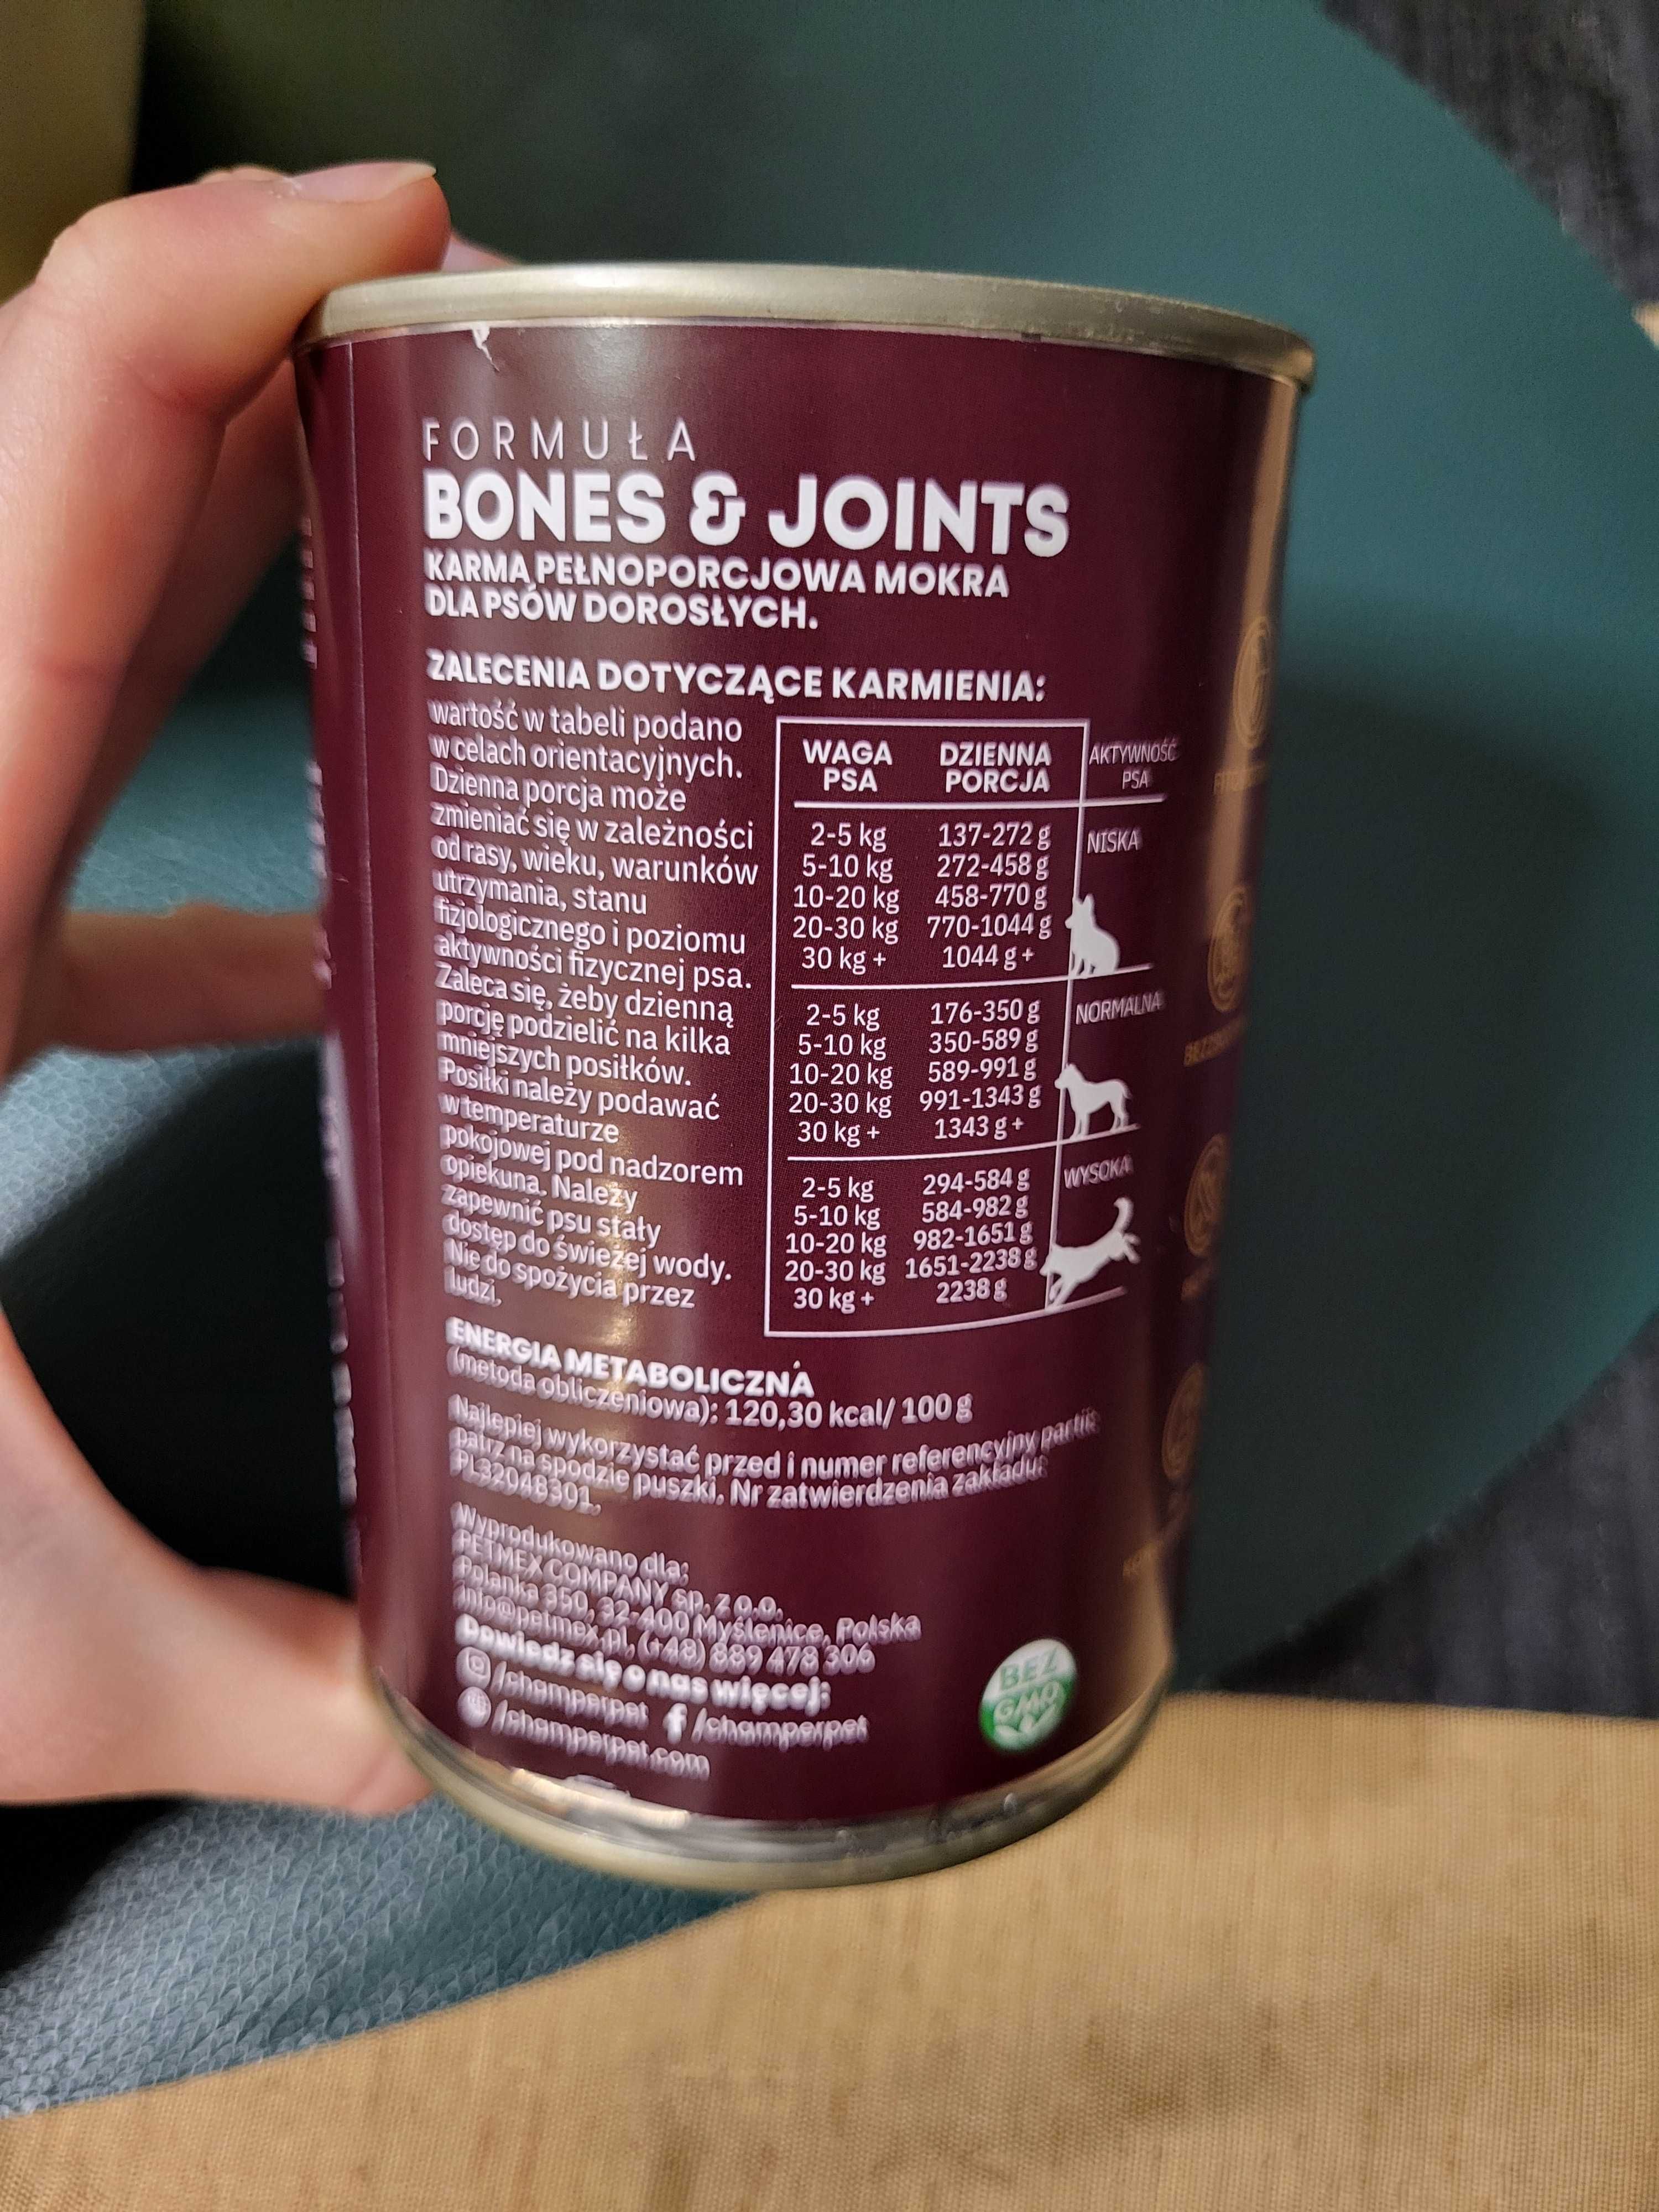 FORMUŁA
BONES & JOINTS
KARMA PEŁNOPORCJOWA MOKRA
DLA PSÓW DOROSŁYCH.
ZALECENIA DOTYCZĄCE KARMIENIA:
wartość w tabeli podano
w celach orientacyjnych.
Dzienna porcja może
zmieniać się w zależności
od rasy, wieku, warunków
utrzymania, stanu
fizjologicznego i poziomu
aktywności fizycznej psa.
Zaleca się, żeby dzienną
porcję podzielić na kilka
mniejszych posiłków.
Posiłki należy podawać
w temperaturze
pokojowej pod nadzorem
opiekuna. Należy
zapewnić psu stały
dostęp do świeżej wody.
Nie do spożycia przez
ludzi.
WAGA PSA DZIENNA PORCJA AKTYWNOŚĆ PSA
2-5 kg 137-272 g NISKA
5-10 kg 272-458 g
10-20 kg 458-770 g
20-30 kg 770-1044 g
30 kg + 1044 g +
2-5 kg 176-350 g NORMALNA
5-10 kg 350-589 g
10-20 kg 589-991 g
20-30 kg 991-1343 g
30 kg + 1343 g +
2-5 kg 294-584 g WYSOKA
5-10 kg 584-982 g
10-20 kg 982-1651 g
20-30 kg 1651-2238 g
30 kg + 2238 g
ENERGIA METABOLICZNA
(metoda obliczeniowa): 120,30 kcal/ 100 g
Najlepiej wykorzystać przed i numer referencyjny partii:
patrz na spodzie puszki. Nr zatwierdzenia zakładu:
PL32048301.
Wyprodukowano dla:
PETMEX COMPANY sp. z o.o.
Polanka 350, 32-400 Myślenice, Polska
info@petmex.pl, (+48) 889 478 306
Dowiedz się o nas więcej:
/champerpet /champerpet
/champerpet.com
BEZ
GMO